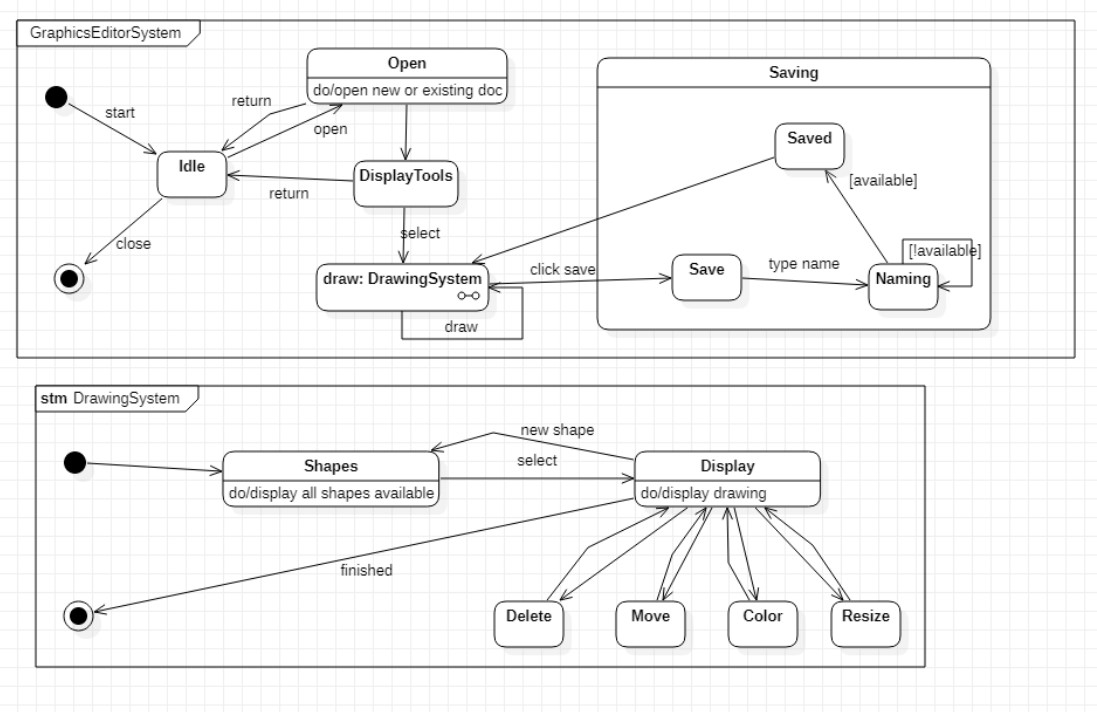 GraphicsEditorSystem
Open
do/open new or existing doc
Saving
return
start
open
Saved
Idle
DisplayTools
[available]
return
select
close
[!available]
type name
click save
Save
draw: DrawingSystem
Naming
draw
stm DrawingSystem
new shape
Shapes
select
Display
do/display all shapes available
do/display drawing
finished
Delete
Move
Color
Resize